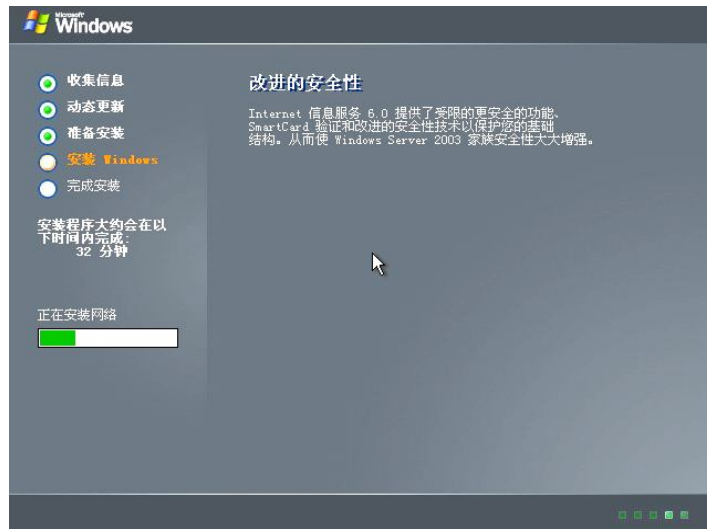 Microsoft
Windows
收集信息
动态更新
准备安装
安装 Windows
完成安装
安装程序大约会在以
下时间内完成:
32 分钟
正在安装网络
改进的安全性
Internet 信息服务 6.0 提供了受限的更安全的功能、
SmartCard 验证和改进的安全性技术以保护您的基础
结构。从而使 Windows Server 2003 家族安全性大大增强。